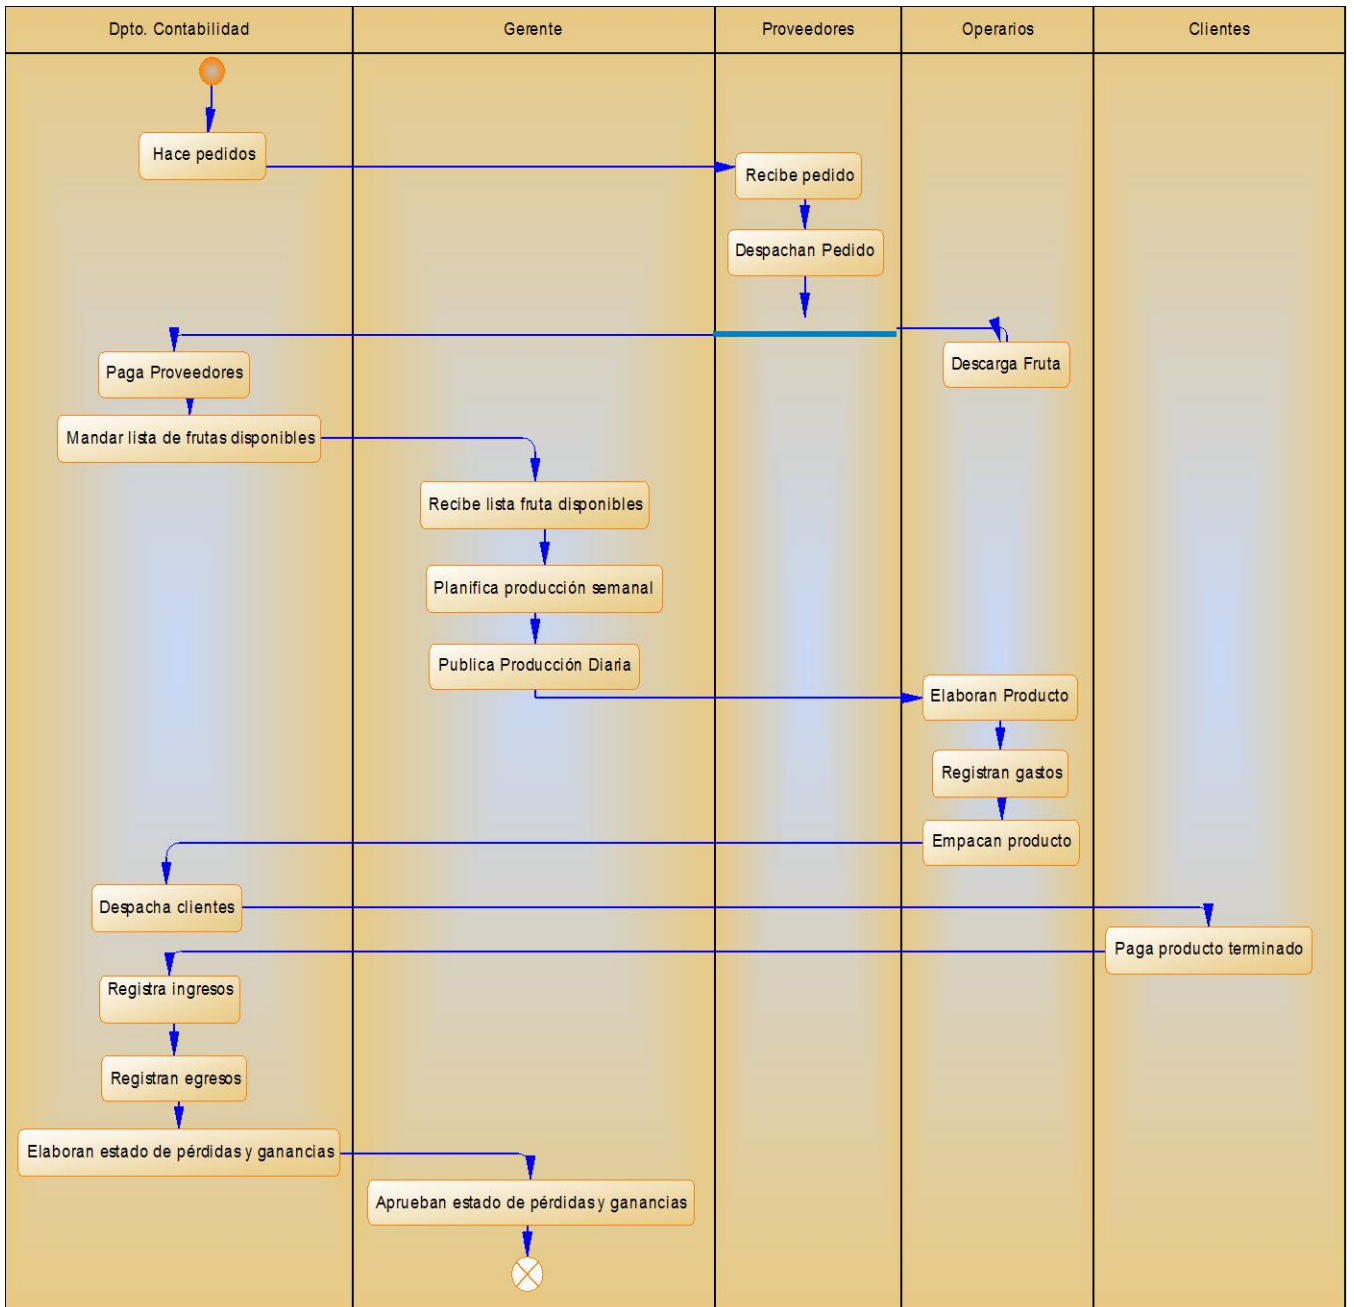 Dpto. Contabilidad
Gerente
Proveedores
Operarios
Clientes
Hace pedidos
Recibe pedido
Despachan Pedido
Descarga Fruta
Paga Proveedores
Mandar lista de frutas disponibles
Recibe lista fruta disponibles
Planifica producción semanal
Publica Producción Diaria
Elaboran Producto
Registran gastos
Empacan producto
Despacha clientes
Paga producto terminado
Registra ingresos
Registran egresos
Elaboran estado de pérdidas y ganancias
Aprueban estado de pérdidas y ganancias